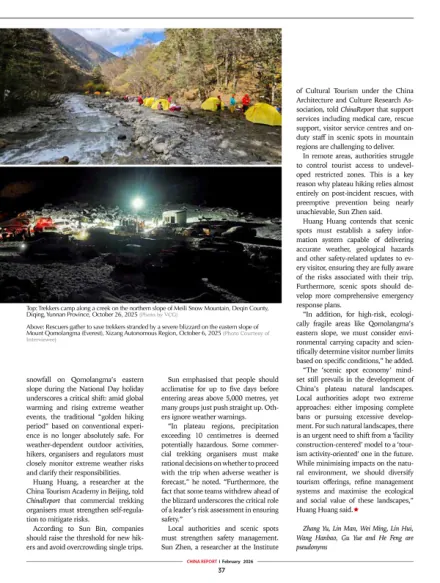 Top: Trekkers camp along a creek on the northern slope of Meili Snow Mountain, Deqin County,
Diqing, Yunnan Province, October 26, 2025 (Photo by VCG)
Above: Rescuers gather to save trekkers stranded by a severe blizzard on the eastern slope of
Mount Qomolangma (Everest), Xizang Autonomous Region, October 6, 2025 (Photo Courtesy of
Interviewee)
snowfall on Qomolangma's eastern
slope during the National Day holiday
underscores a critical shift: amid global
warming and rising extreme weather
events, the traditional "golden hiking
period" based on conventional experi-
ence is no longer absolutely safe. For
weather-dependent outdoor activities,
hikers, organisers and regulators must
closely monitor extreme weather risks
and clarify their responsibilities.
Huang Huang, a researcher at the
China Tourism Academy in Beijing, told
ChinaReport that commercial trekking
organisers must strengthen self-regula-
tion to mitigate risks.
According to Sun Bin, companies
should raise the threshold for new hik-
ers and avoid overcrowding single trips.
Sun emphasised that people should
acclimatise for up to five days before
entering areas above 5,000 metres, yet
many groups just push straight up. Oth-
ers ignore weather warnings.
"In plateau regions, precipitation
exceeding 10 centimetres is deemed
potentially hazardous. Some commer-
cial trekking organisers must make
rational decisions on whether to proceed
with the trip when adverse weather is
forecast," he noted. "Furthermore, the
fact that some teams withdrew ahead of
the blizzard underscores the critical role
of a leader's risk assessment in ensuring
safety."
Local authorities and scenic spots
must strengthen safety management.
Sun Zhen, a researcher at the Institute
of Cultural Tourism under the China
Architecture and Culture Research As-
sociation, told ChinaReport that support
services including medical care, rescue
support, visitor service centres and on-
duty staff in scenic spots in mountain
regions are challenging to deliver.
In remote areas, authorities struggle
to control tourist access to undevel-
oped restricted zones. This is a key
reason why plateau hiking relies almost
entirely on post-incident rescues, with
preemptive prevention being nearly
unachievable, Sun Zhen said.
Huang Huang contends that scenic
spots must establish a safety infor-
mation system capable of delivering
accurate weather, geological hazards
and other safety-related updates to ev-
ery visitor, ensuring they are fully aware
of the risks associated with their trip.
Furthermore, scenic spots should de-
velop more comprehensive emergency
response plans.
"In addition, for high-risk, ecologi-
cally fragile areas like Qomolangma's
eastern slope, we must consider envi-
ronmental carrying capacity and scien-
tifically determine visitor number limits
based on specific conditions," he added.
"The 'scenic spot economy' mind-
set still prevails in the development of
China's plateau natural landscapes.
Local authorities adopt two extreme
approaches: either imposing complete
bans or pursuing excessive develop-
ment. For such natural landscapes, there
is an urgent need to shift from a 'facility
construction-centered' model to a 'tour-
ism activity-oriented' one in the future.
While minimising impacts on the natu-
ral environment, we should diversify
tourism offerings, refine management
systems and maximise the ecological
and social value of these landscapes,"
Huang Huang said.
Zhang Yu, Lin Man, Wei Ming, Lin Hui,
Wang Hanbao, Gu Yue and He Feng are
pseudonyms
CHINA REPORT I February 2026
37